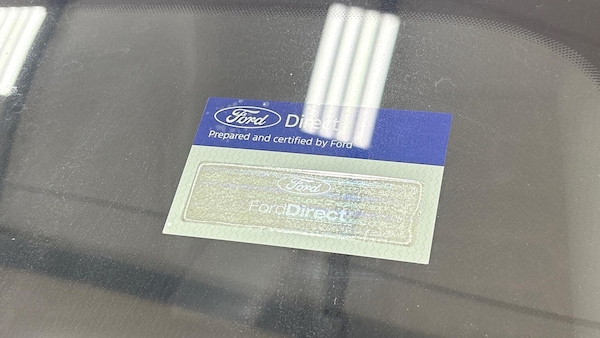 Ford Direct
Prepared and certified by Ford
Ford
FordDirect